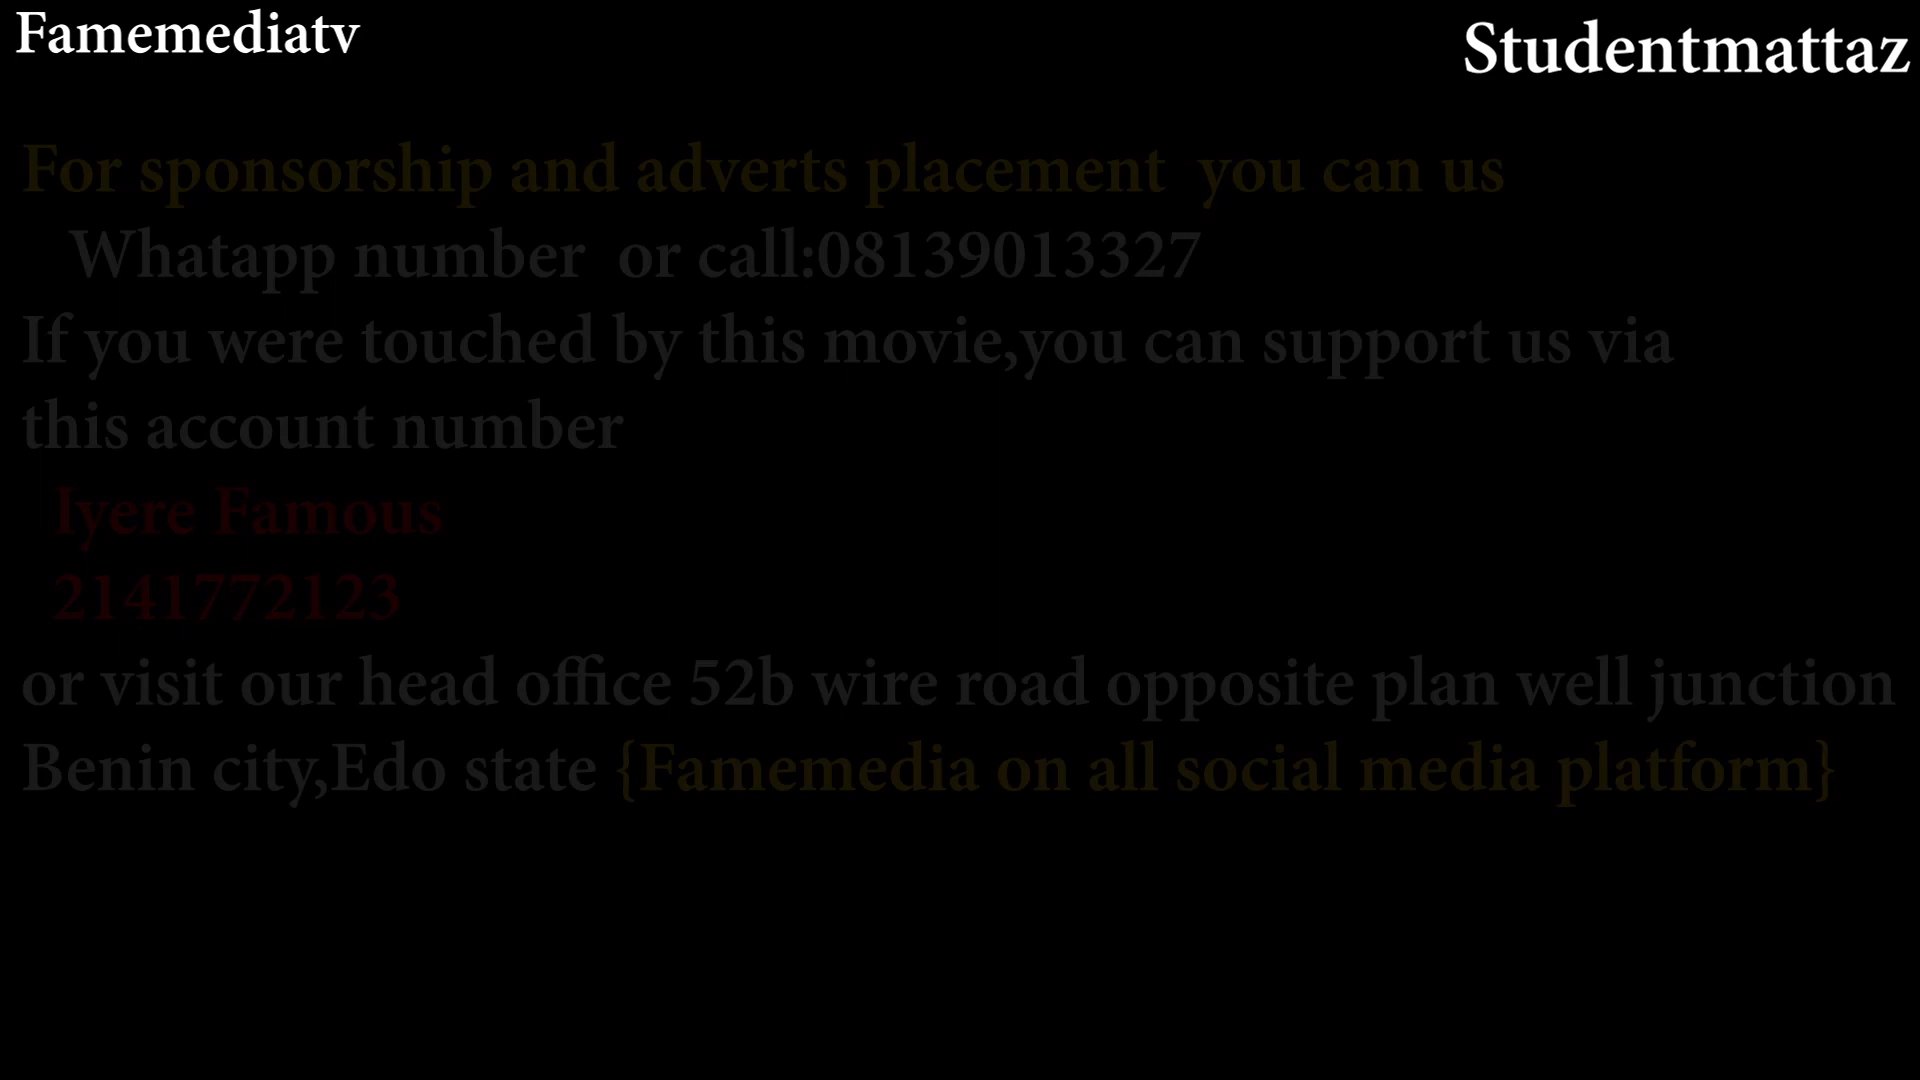 Famemediatv
Studentmattaz
For sponsorship and adverts placement  you can us
Whatapp number  or call:08139013327
If you were touched by this movie,you can support us via
this account number
Iyere Famous
2141772123
or visit our head office 52b wire road opposite plan well junction
Benin city,Edo state {Famemedia on all social media platform}